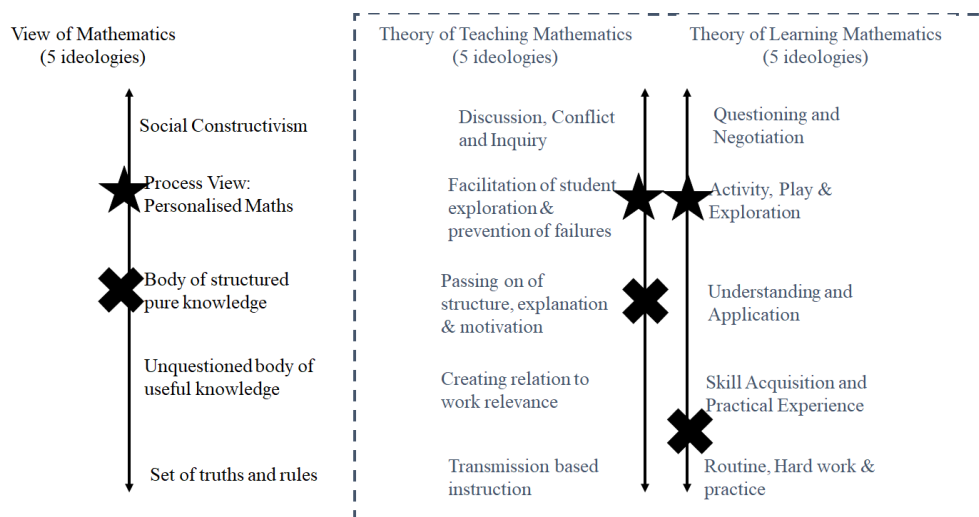 View of Mathematics
(5 ideologies)
Social Constructivism
Process View:
Personalised Maths
Body of structured
pure knowledge
Unquestioned body of
useful knowledge
Set of truths and rules
Theory of Teaching Mathematics
(5 ideologies)
Discussion, Conflict
and Inquiry
Facilitation of student
exploration &
prevention of failures
Passing on of
structure, explanation
& motivation
Creating relation to
work relevance
Transmission based
instruction
Theory of Learning Mathematics
(5 ideologies)
Questioning and
Negotiation
Activity, Play &
Exploration
Understanding and
Application
Skill Acquisition and
Practical Experience
Routine, Hard work &
practice